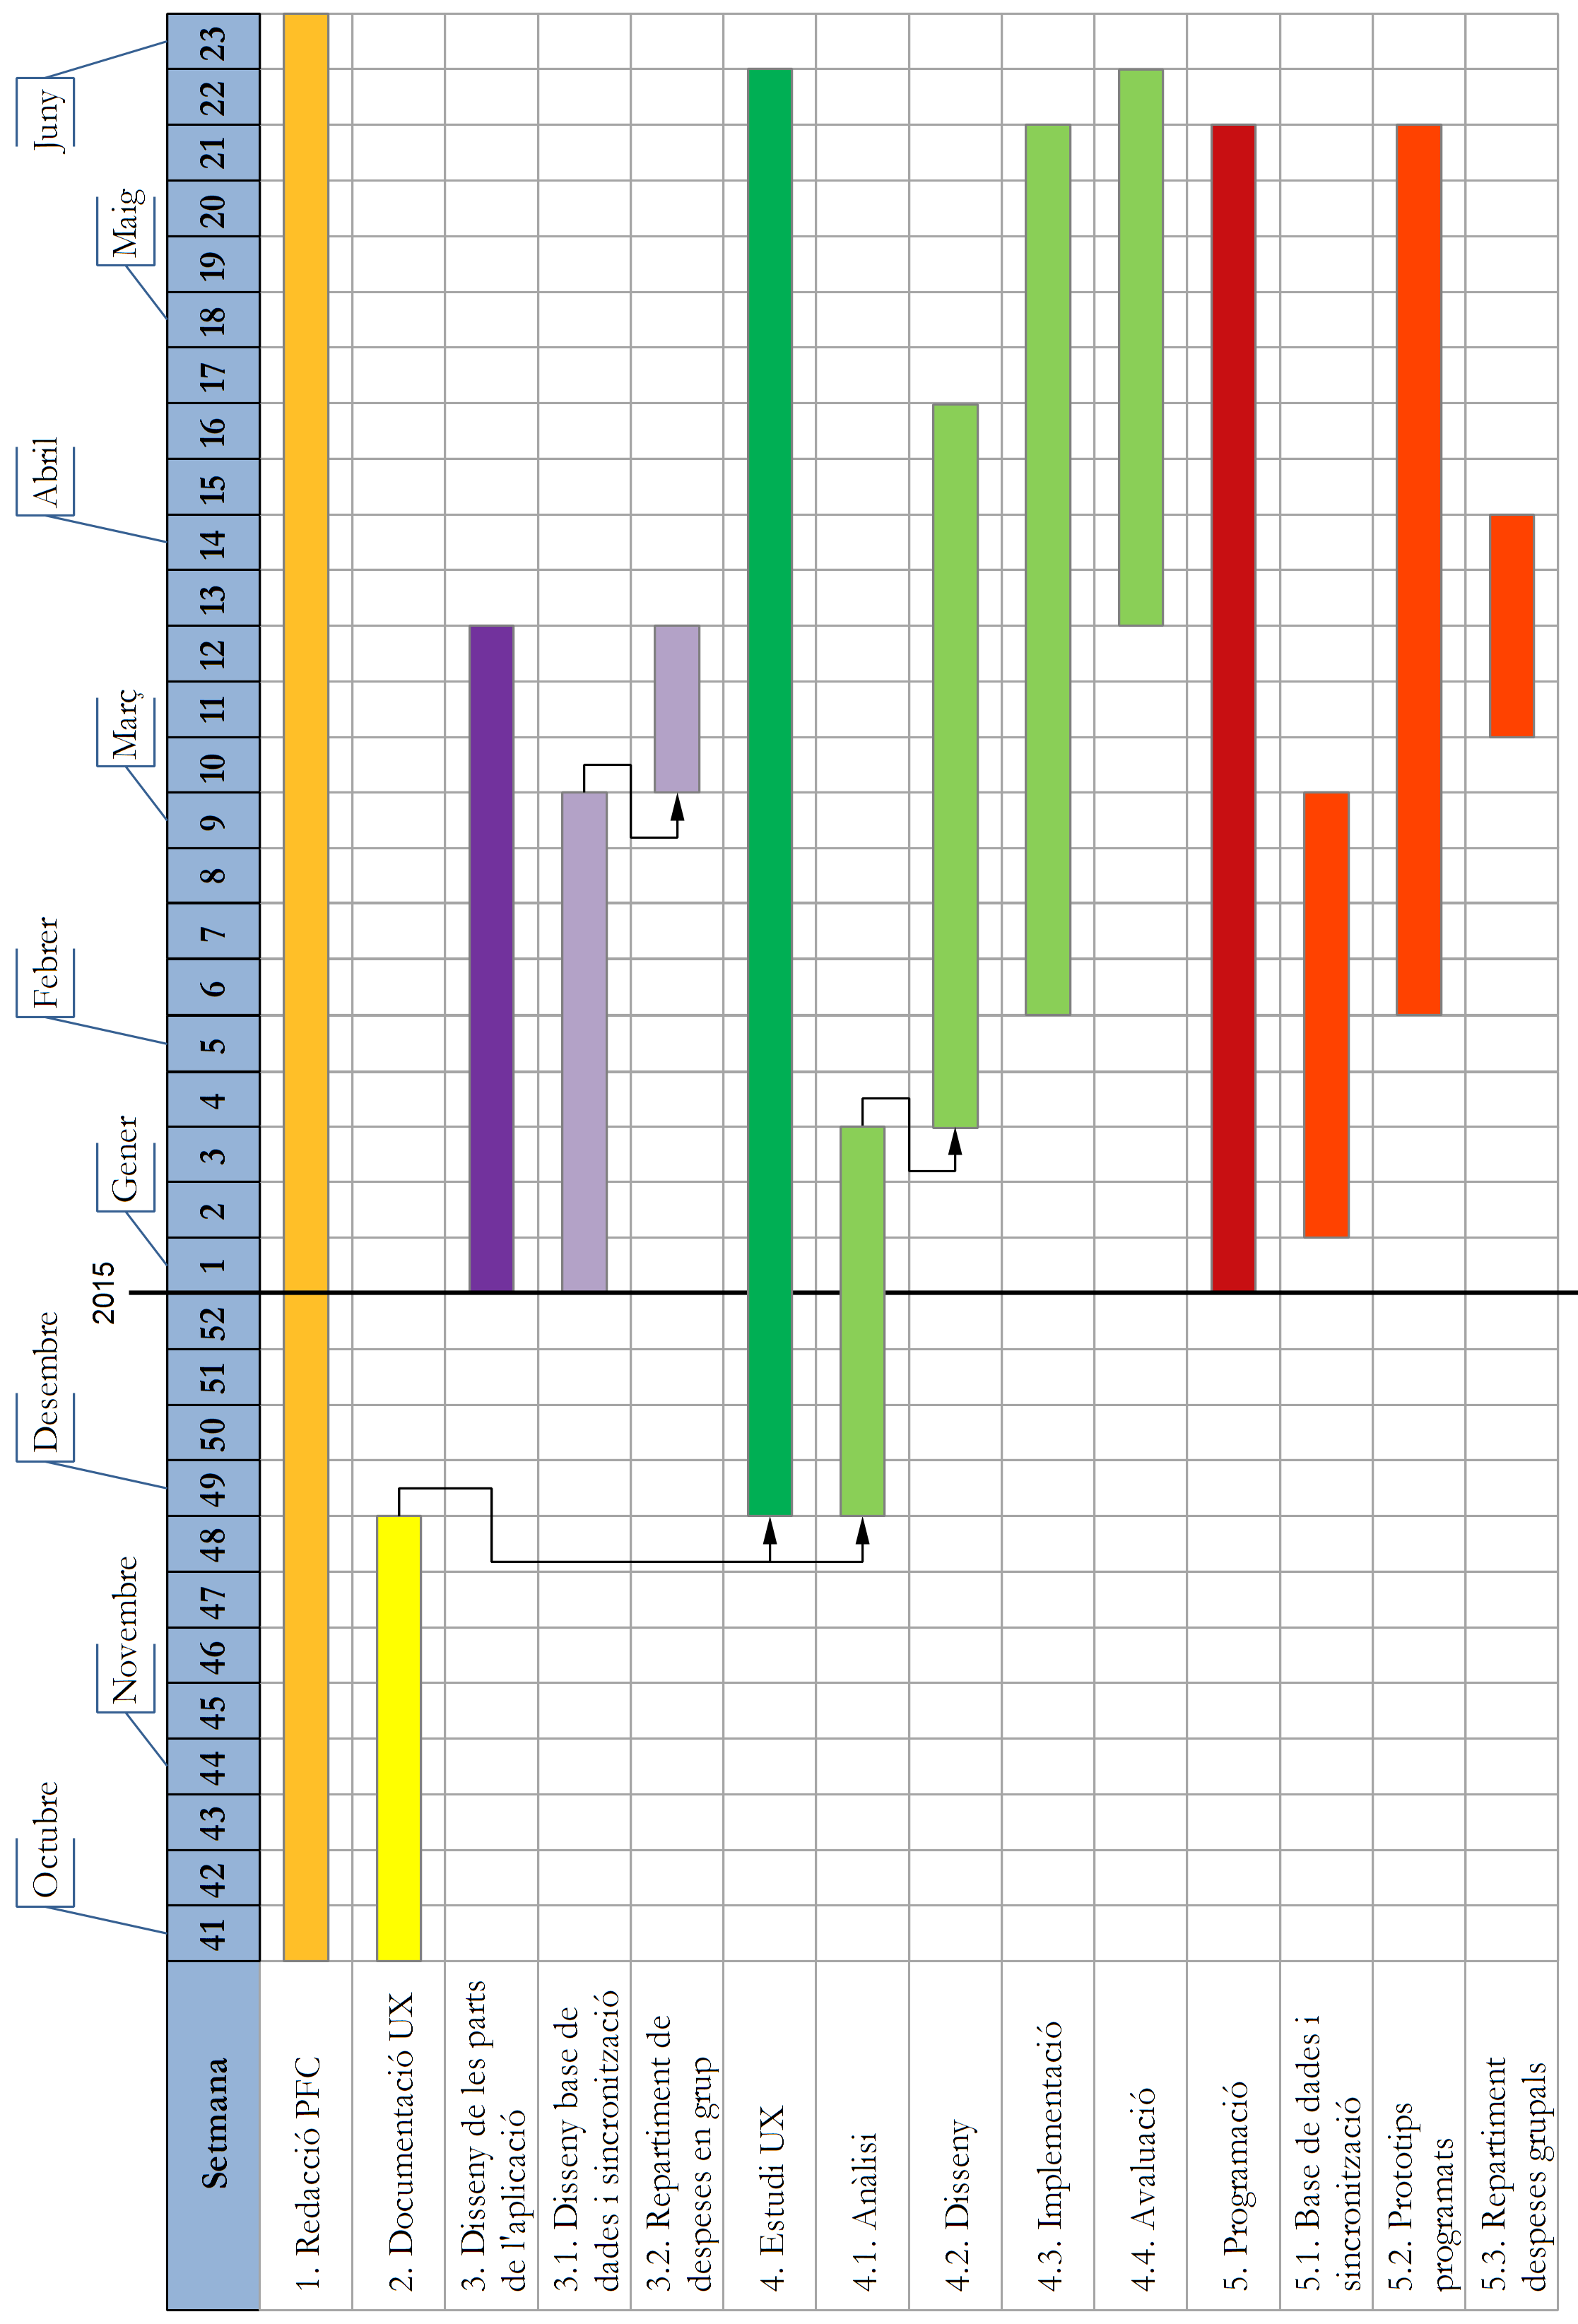 Octubre
Novembre
Desembre
Gener
Febrer
Març
Abril
Maig
Juny
2015
Setmana 41 42 43 44 45 46 47 48 49 50 51 52 1 2 3 4 5 6 7 8 9 10 11 12 13 14 15 16 17 18 19 20 21 22 23
1. Redacció PFC
2. Documentació UX
3. Disseny de les parts
de l'aplicació
3.1. Disseny base de
dades i sincronització
3.2. Repartiment de
despeses en grup
4. Estudi UX
4.1. Anàlisi
4.2. Disseny
4.3. Implementació
4.4. Avaluació
5. Programació
5.1. Base de dades i
sincronització
5.2. Prototips
programats
5.3. Repartiment
despeses grupals